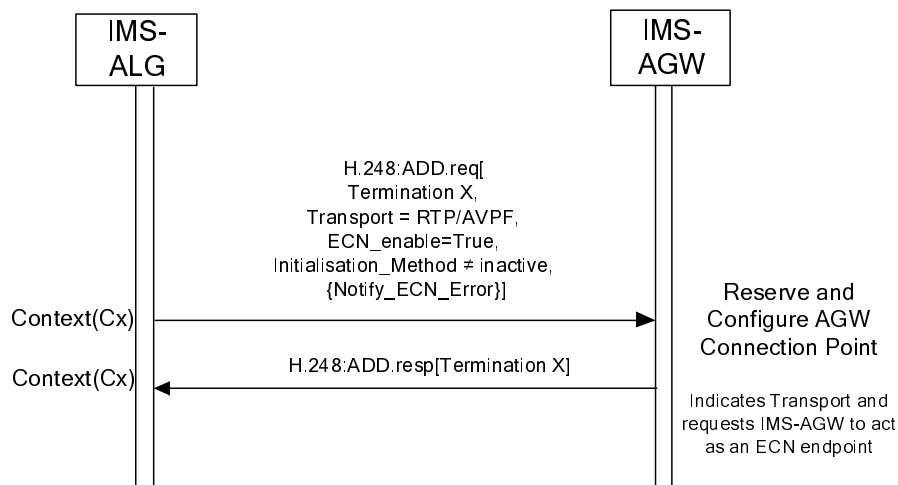 IMS-
ALG
IMS-
AGW
H.248:ADD.req[
Termination X,
Transport = RTP/AVPF,
ECN_enable=True,
Initialisation_Method ≠ inactive,
{Notify_ECN_Error}]
Context(Cx)
Reserve and
Configure AGW
Connection Point
H.248:ADD.resp[Termination X]
Context(Cx)
Indicates Transport and
requests IMS-AGW to act
as an ECN endpoint